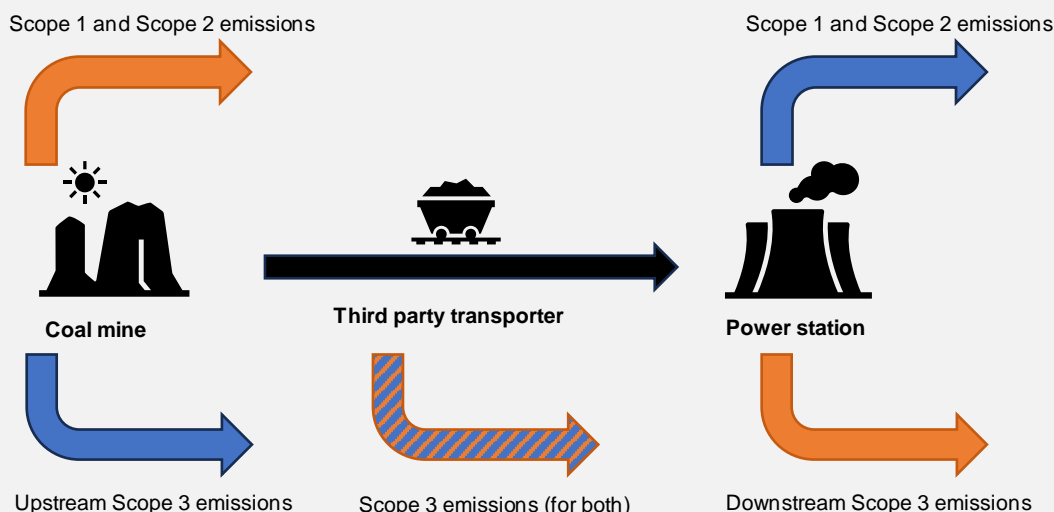 Scope 1 and Scope 2 emissions
Scope 1 and Scope 2 emissions
Coal mine
Third party transporter
Power station
Upstream Scope 3 emissions
Scope 3 emissions (for both)
Downstream Scope 3 emissions